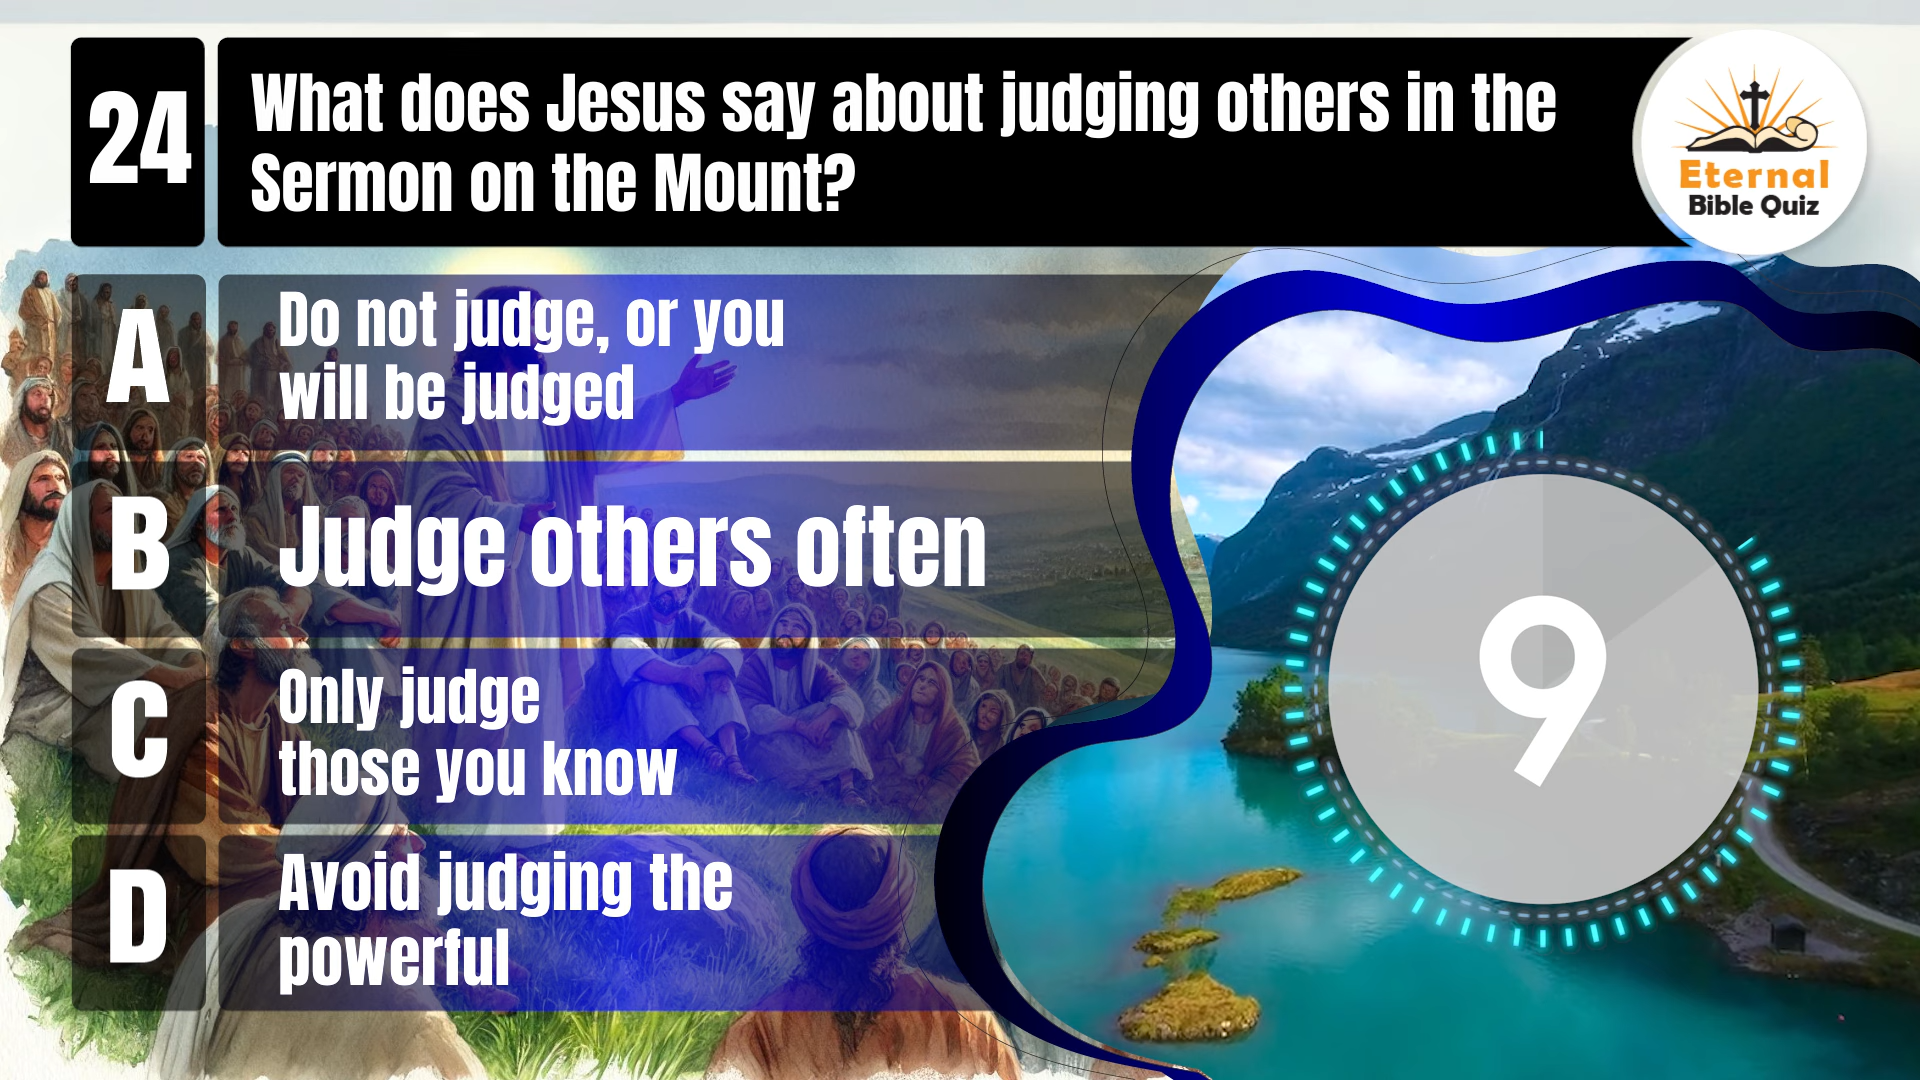 24
What does Jesus say about judging others in the
Sermon on the Mount?
Eternal
Bible Quiz
A
Do not judge, or you
will be judged
B
Judge others often
C
Only judge
those you know
D
Avoid judging the
powerful
9